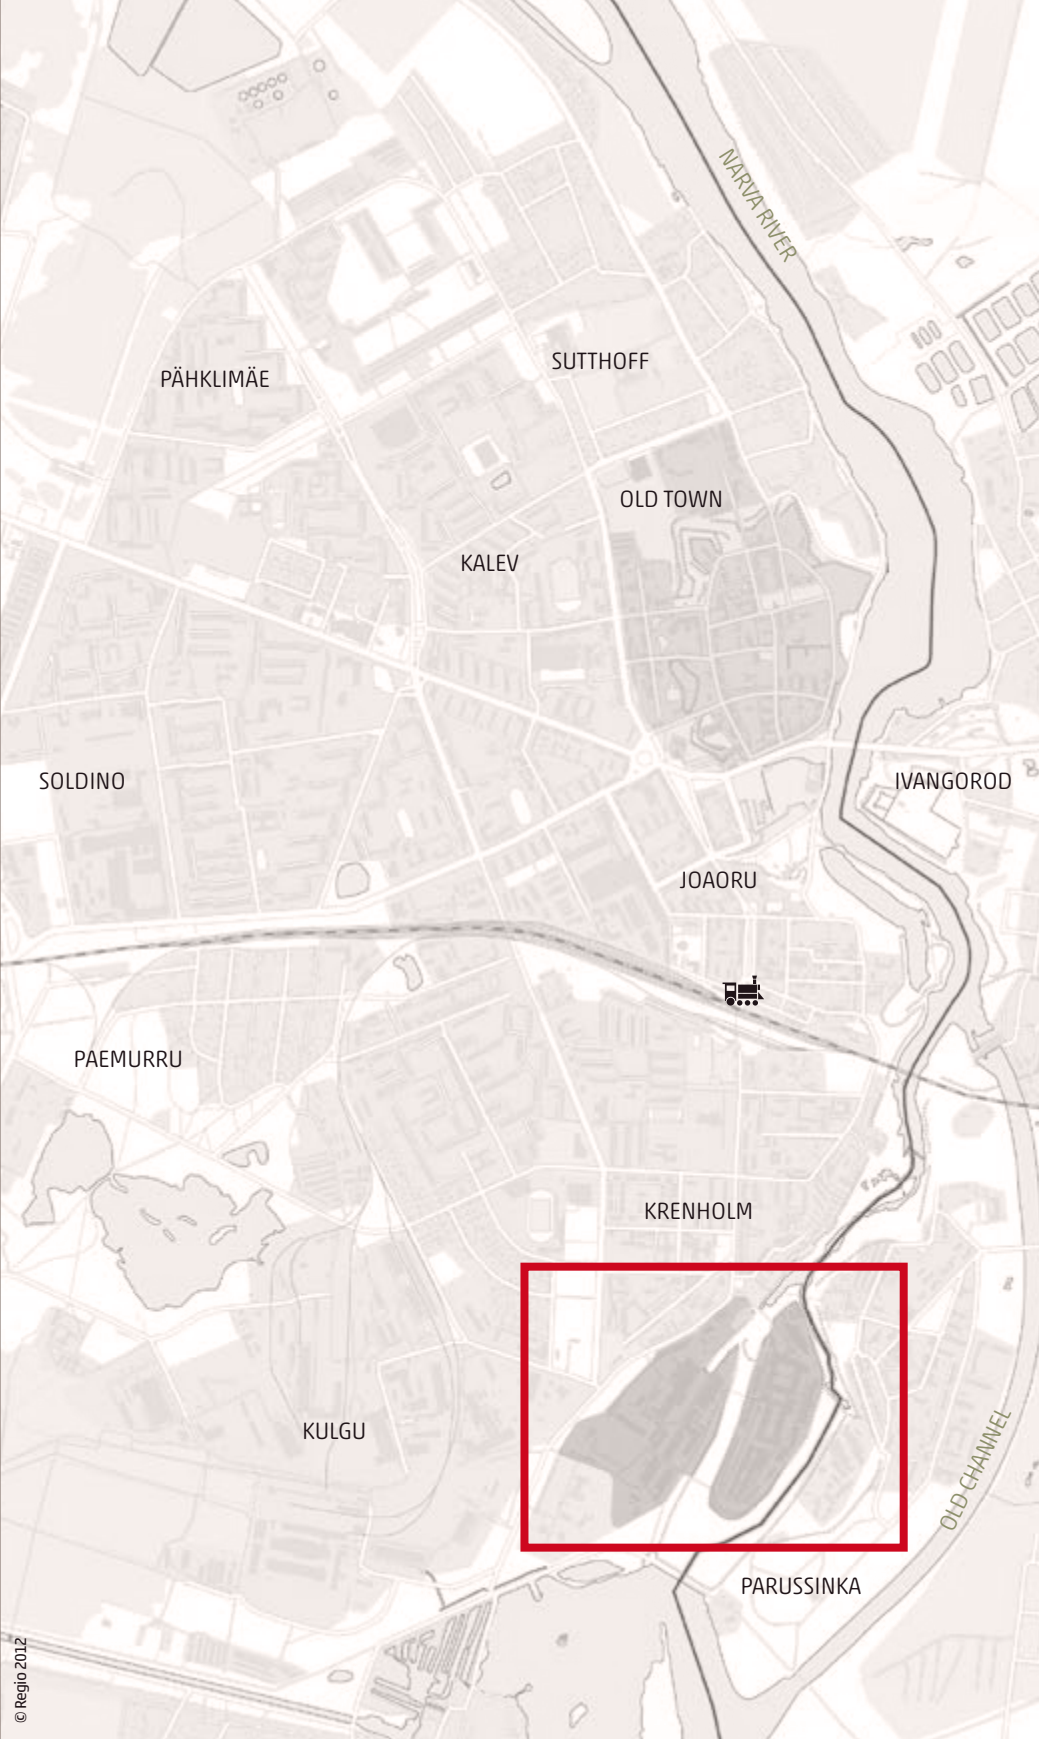 NARVA RIVER
SUTTHOFF
PÄHKLIMÄE
OLD TOWN
KALEV
SOLDINO
IVANGOROD
JOAORU
PAEMURRU
KRENHOLM
KULGU
OLD CHANNEL
PARUSSINKA
© Regio 2012